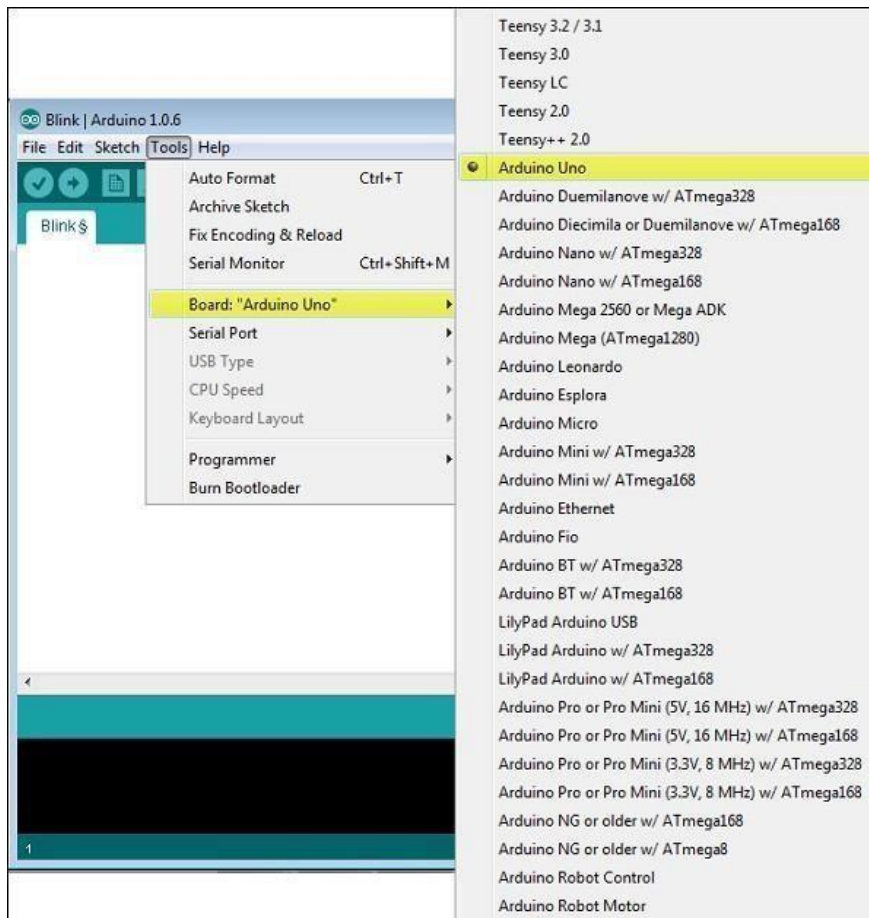 Blink | Arduino 1.0.6
File Edit Sketch Tools Help
Blink §
Auto Format Ctrl+T
Archive Sketch
Fix Encoding & Reload
Serial Monitor Ctrl+Shift+M
Board: "Arduino Uno"
Serial Port
USB Type
CPU Speed
Keyboard Layout
Programmer
Burn Bootloader
1
Teensy 3.2 / 3.1
Teensy 3.0
Teensy LC
Teensy 2.0
Teensy++ 2.0
Arduino Uno
Arduino Duemilanove w/ ATmega328
Arduino Diecimila or Duemilanove w/ ATmega168
Arduino Nano w/ ATmega328
Arduino Nano w/ ATmega168
Arduino Mega 2560 or Mega ADK
Arduino Mega (ATmega1280)
Arduino Leonardo
Arduino Esplora
Arduino Micro
Arduino Mini w/ ATmega328
Arduino Mini w/ ATmega168
Arduino Ethernet
Arduino Fio
Arduino BT w/ ATmega328
Arduino BT w/ ATmega168
LilyPad Arduino USB
LilyPad Arduino w/ ATmega328
LilyPad Arduino w/ ATmega168
Arduino Pro or Pro Mini (5V, 16 MHz) w/ ATmega328
Arduino Pro or Pro Mini (5V, 16 MHz) w/ ATmega168
Arduino Pro or Pro Mini (3.3V, 8 MHz) w/ ATmega328
Arduino Pro or Pro Mini (3.3V, 8 MHz) w/ ATmega168
Arduino NG or older w/ ATmega168
Arduino NG or older w/ ATmega8
Arduino Robot Control
Arduino Robot Motor